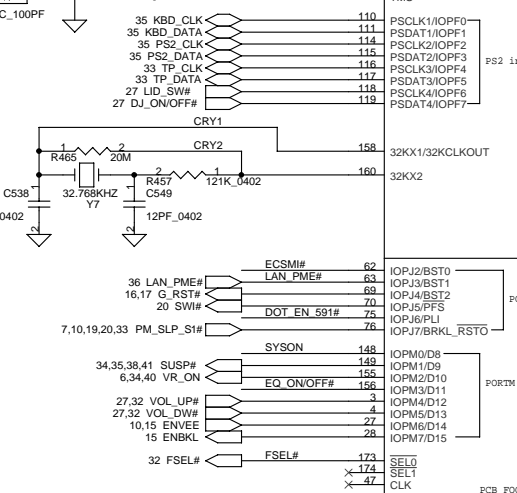 C_100PF
35 KBD_CLK 110 PSCLK1/IOPF0
35 KBD_DATA 111 PSDAT1/IOPF1
35 PS2_CLK 114 PSCLK2/IOPF2
35 PS2_DATA 115 PSDAT2/IOPF3
PS2 in
33 TP_CLK 116 PSCLK3/IOPF4
33 TP_DATA 117 PSDAT3/IOPF5
27 LID_SW# 118 PSCLK4/IOPF6
27 DJ_ON/OFF# 119 PSDAT4/IOPF7
CRY1
1 2 CRY2 158 32KX1/32KCLKOUT
R465 20M
2 1 160 32KX2
R457 121K_0402
C538 1 32.768KHZ 1 C549
Y7
0402 12PF_0402
2 2
ECSMI# 62 IOPJ2/BST0
36 LAN_PME# LAN_PME# 63 IOPJ3/BST1
16,17 G_RST# 69 IOPJ4/BST2
20 SWI# 70 IOPJ5/PFS
DOT_EN_591# 75 IOPJ6/PLI
7,10,19,20,33 PM_SLP_S1# 76 IOPJ7/BRKL_RSTO
SYSON 148 IOPM0/D8
34,35,38,41 SUSP# 149 IOPM1/D9
6,34,40 VR_ON 155 IOPM2/D10
EQ_ON/OFF# 156 IOPM3/D11
PORTM
27,32 VOL_UP# 3 IOPM4/D12
27,32 VOL_DW# 4 IOPM5/D13
10,15 ENVEE 27 IOPM6/D14
15 ENBKL 28 IOPM7/D15
32 FSEL# FSEL# 173 SEL0
174 SEL1
47 CLK